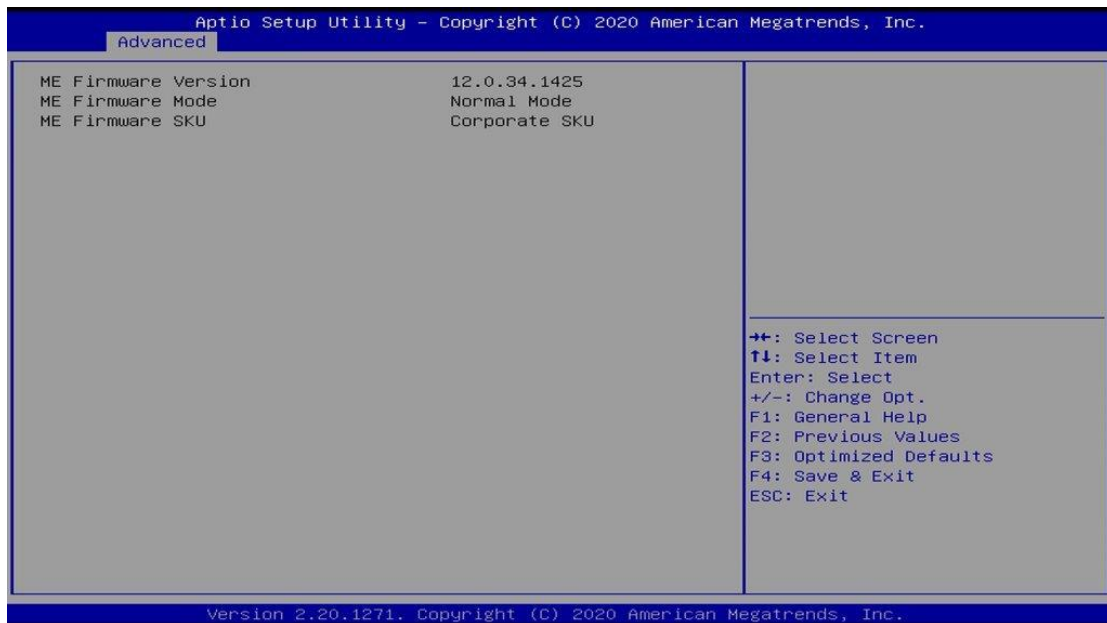 Aptio Setup Utility – Copyright (C) 2020 American Megatrends, Inc.
Advanced
ME Firmware Version 12.0.34.1425
ME Firmware Mode Normal Mode
ME Firmware SKU Corporate SKU
→←: Select Screen
↑↓: Select Item
Enter: Select
+/-: Change Opt.
F1: General Help
F2: Previous Values
F3: Optimized Defaults
F4: Save & Exit
ESC: Exit
Version 2.20.1271. Copyright (C) 2020 American Megatrends, Inc.